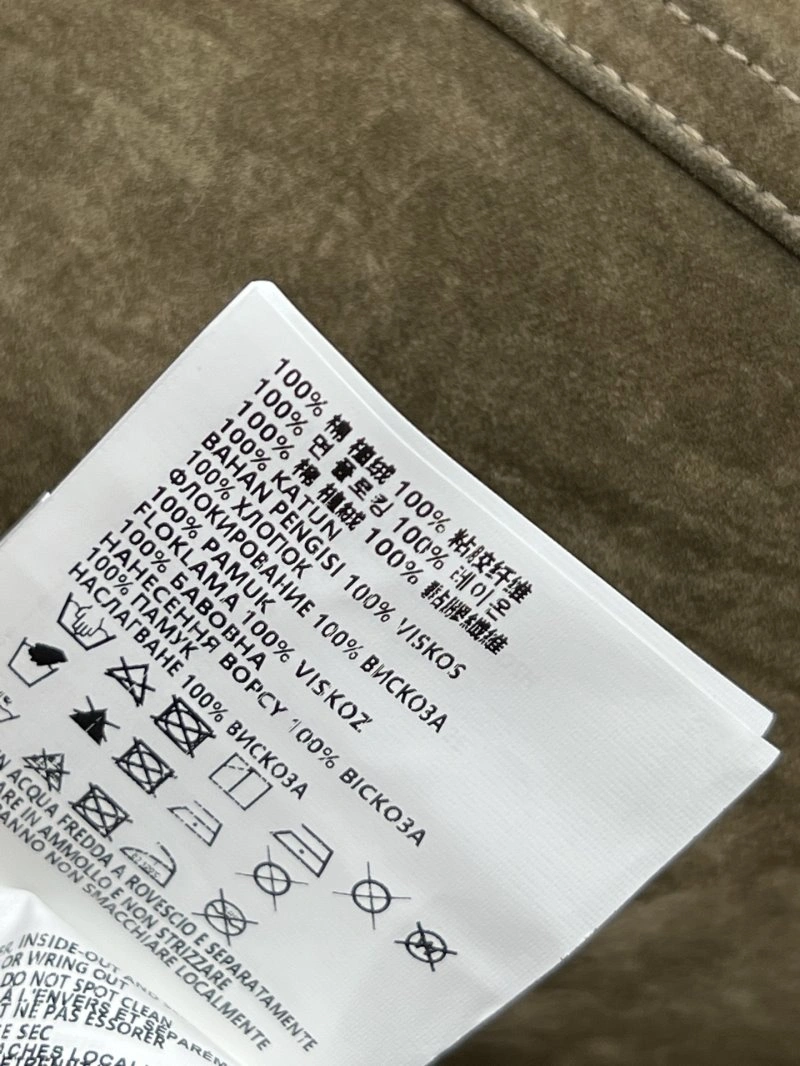 100% 棉 植绒 100% 粘胶纤维
100% 면 플로킹 100% 레이온
100% 棉 植絨 100% 黏膠纖維
100% KATUN
BAHAN PENGISI 100% VISKOS
100% ХЛОПОК
ФЛОКИРОВАНИЕ 100% ВИСКОЗА
100% PAMUK
FLOKLAMA 100% VISKOZ
100% БАВОВНА
НАНЕСЕННЯ ВОРСУ 100% ВІСКОЗА
100% ПАМУК
НАСЛАГВАНЕ 100% ВИСКОЗА
IN ACQUA FREDDA A ROVESCIO E SEPARATAMENTE
IN AMMOLLO E NON STRIZZARE
NON SMACCHIARE LOCALMENTE
INSIDE-OUT AND
OR WRING OUT
DO NOT SPOT CLEAN
A L'ENVERS ET
NE PAS ESSORER
SEC